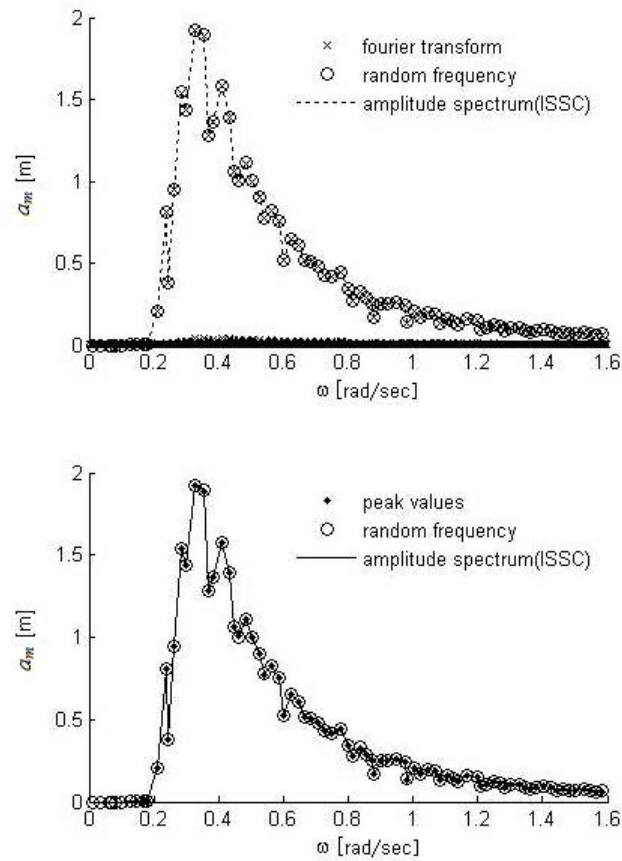 2
fourier transform
random frequency
1.5
amplitude spectrum(ISSC)
aₘ [m]
1
0.5
0
0 0.2 0.4 0.6 0.8 1 1.2 1.4 1.6
ω [rad/sec]
2
peak values
random frequency
1.5
amplitude spectrum(ISSC)
aₘ [m]
1
0.5
0
0 0.2 0.4 0.6 0.8 1 1.2 1.4 1.6
ω [rad/sec]